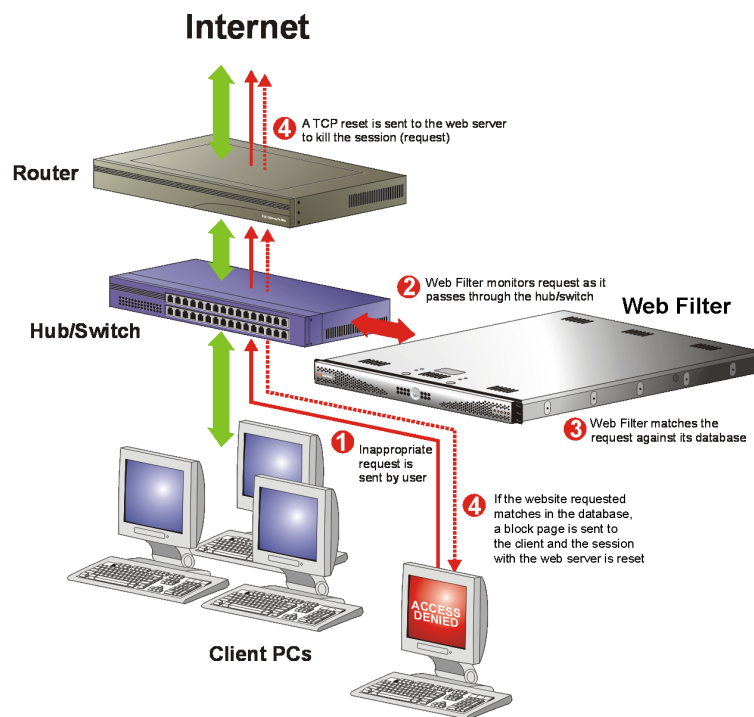 Internet
4 A TCP reset is sent to the web server
to kill the session (request)
Router
2 Web Filter monitors request as it
passes through the hub/switch
Web Filter
Hub/Switch
3 Web Filter matches the
request against its database
1 Inappropriate
request is
sent by user
4 If the website requested
matches in the database,
a block page is sent to
the client and the session
with the web server is reset
ACCESS
DENIED
Client PCs